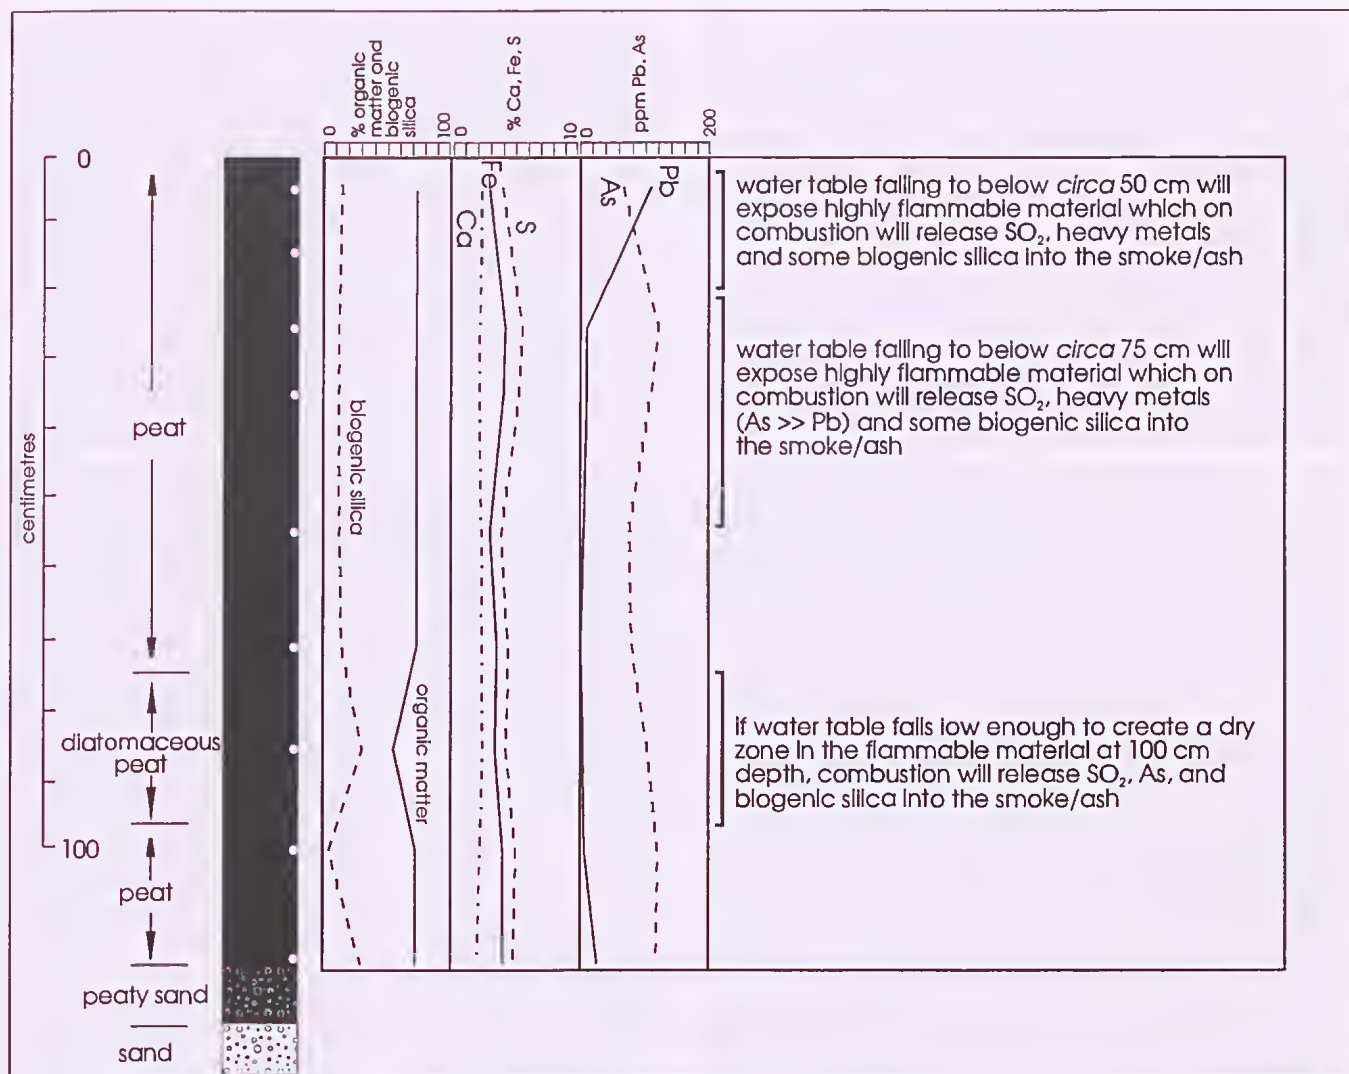 % organic
matter and
biogenic
silica
% Ca, Fe, S
ppm Pb, As
0
100
0
10
0
200
0
100
centimetres
peat
diatomaceous
peat
peat
peaty sand
sand
biogenic silica
organic matter
Fe
Ca
S
As
Pb
water table falling to below circa 50 cm will
expose highly flammable material which on
combustion will release SO₂, heavy metals
and some biogenic silica into the smoke/ash
water table falling to below circa 75 cm will
expose highly flammable material which on
combustion will release SO₂, heavy metals
(As >> Pb) and some biogenic silica into
the smoke/ash
if water table falls low enough to create a dry
zone in the flammable material at 100 cm
depth, combustion will release SO₂, As, and
biogenic silica into the smoke/ash